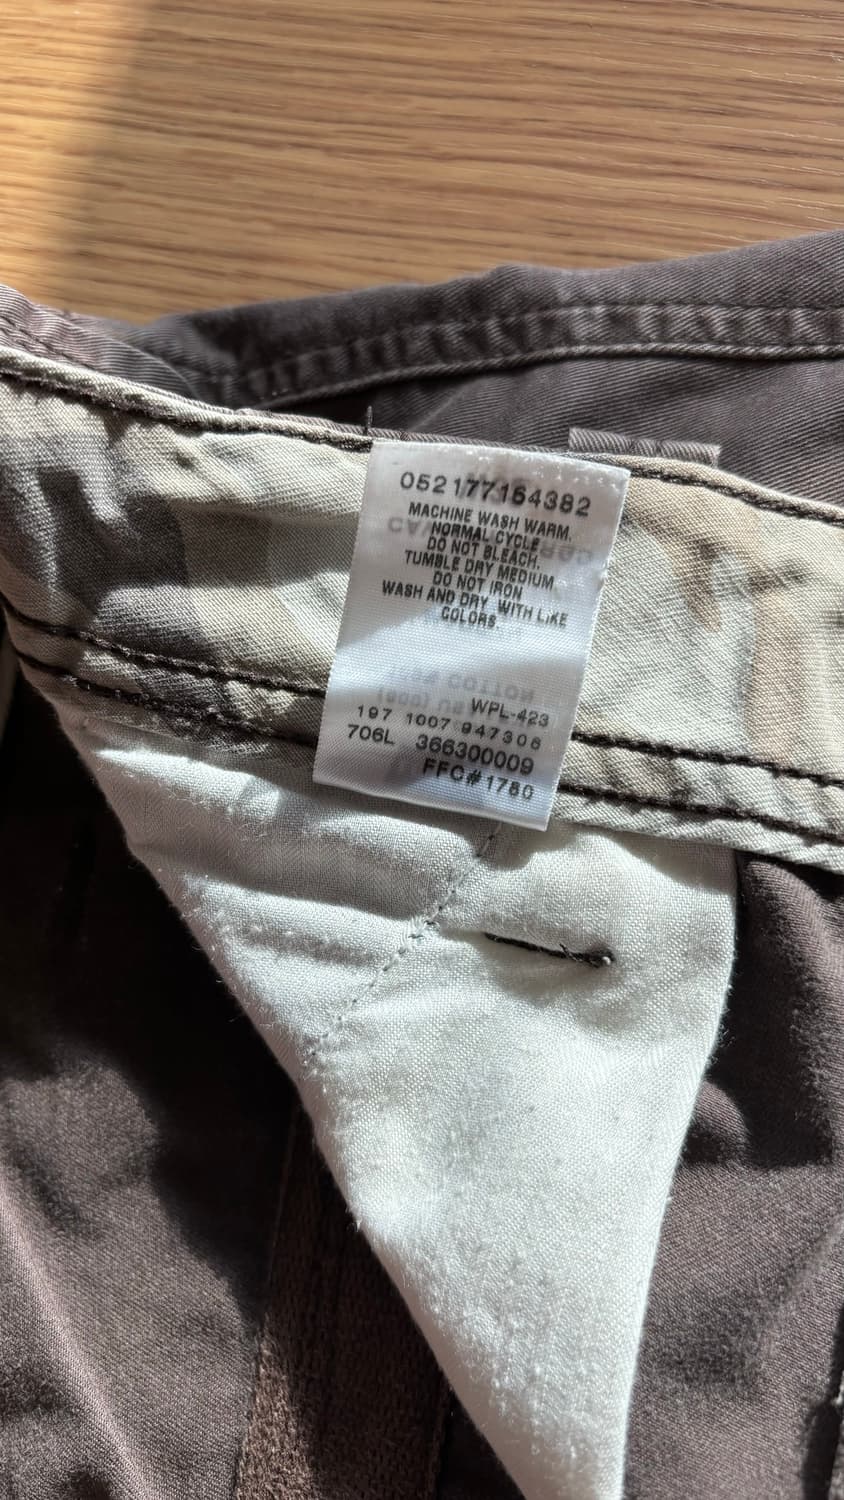 052177154382
MACHINE WASH WARM.
NORMAL CYCLE
DO NOT BLEACH.
TUMBLE DRY MEDIUM
DO NOT IRON
WASH AND DRY WITH LIKE
COLORS.
WPL-423
197 1007 947306
706L 366300009
FFC#1780